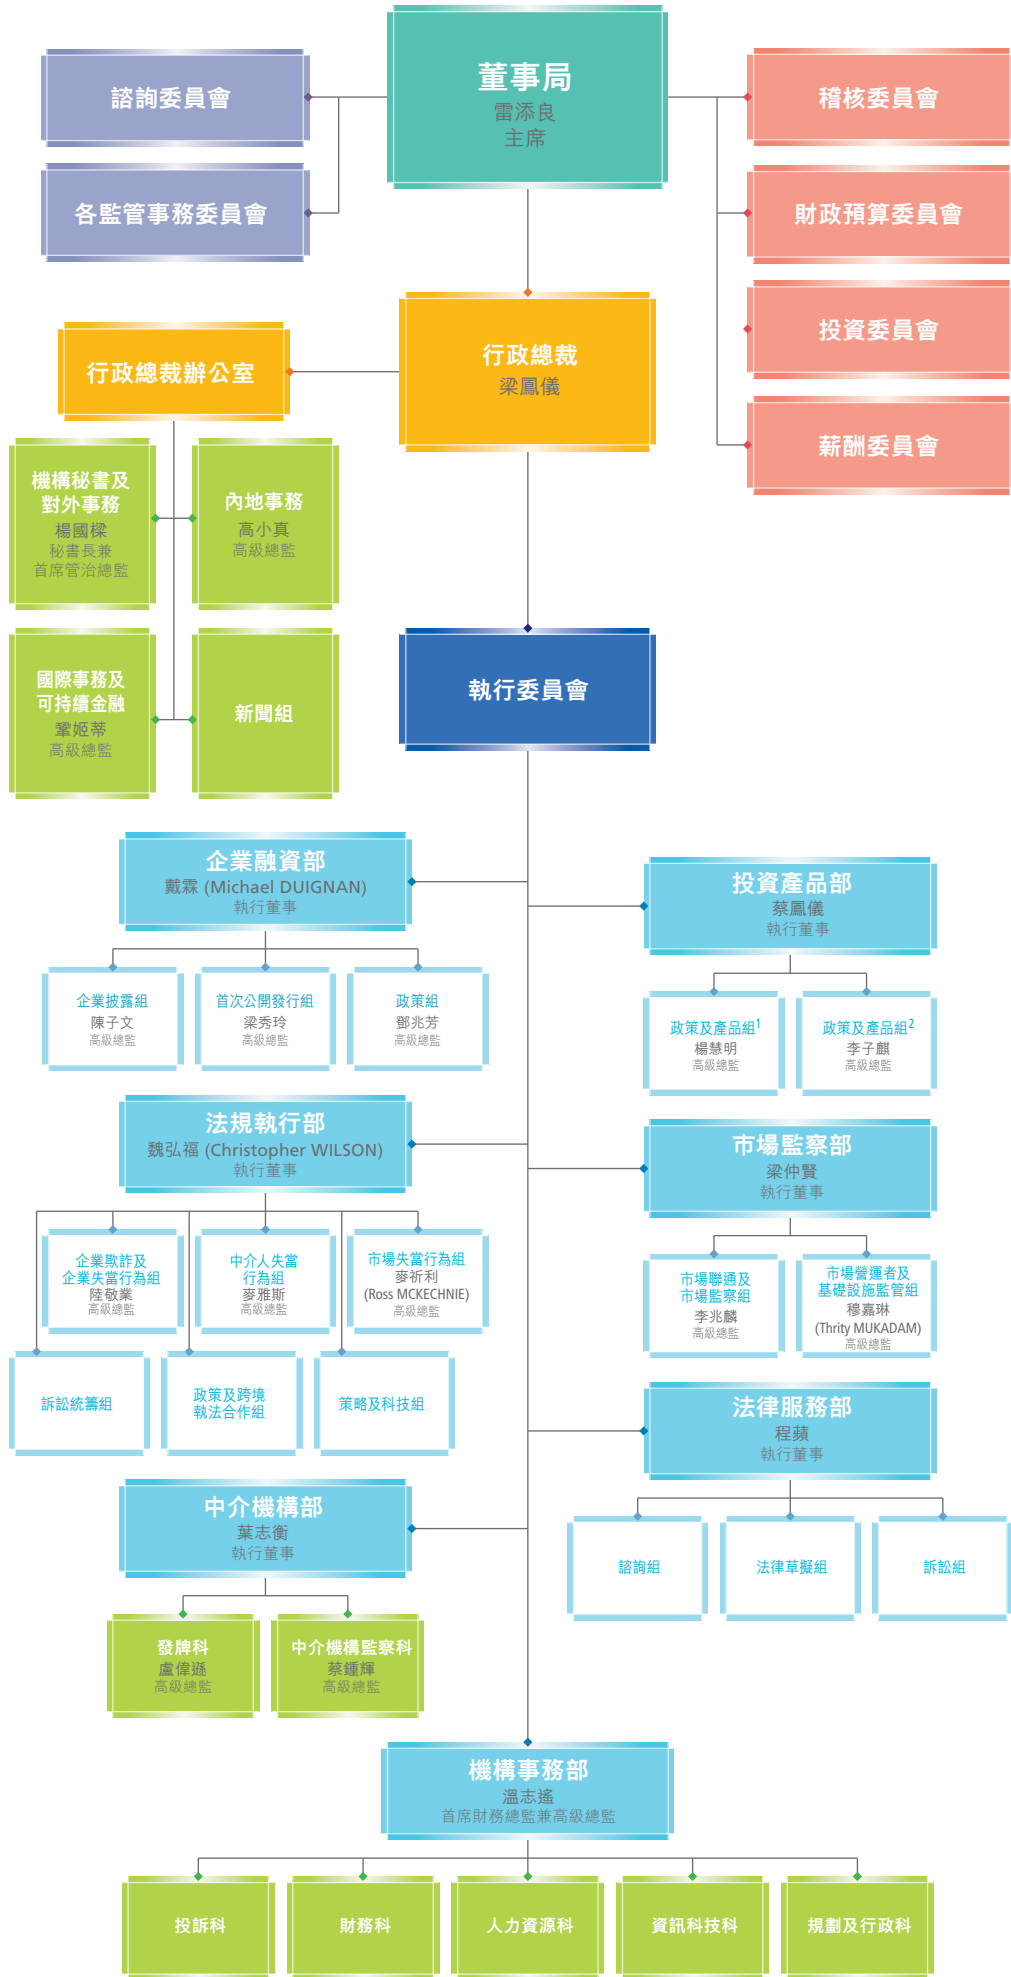 董事局
雷添良
主席
諮詢委員會
各監管事務委員會
稽核委員會
財政預算委員會
投資委員會
薪酬委員會
行政總裁
梁鳳儀
行政總裁辦公室
機構秘書及
對外事務
楊國樑
秘書長兼
首席管治總監
內地事務
高小真
高級總監
國際事務及
可持續金融
鞏姬蒂
高級總監
新聞組
執行委員會
企業融資部
戴霖 (Michael DUIGNAN)
執行董事
企業披露組
陳子文
高級總監
首次公開發行組
梁秀玲
高級總監
政策組
鄧兆芳
高級總監
投資產品部
蔡鳳儀
執行董事
政策及產品組1
楊慧明
高級總監
政策及產品組2
李子麒
高級總監
法規執行部
魏弘福 (Christopher WILSON)
執行董事
企業欺詐及
企業失當行為組
陸敬業
高級總監
中介人失當
行為組
麥雅斯
高級總監
市場失當行為組
麥祈利
(Ross MCKECHNIE)
高級總監
訴訟統籌組
政策及跨境
執法合作組
策略及科技組
市場監察部
梁仲賢
執行董事
市場聯通及
市場監察組
李兆麟
高級總監
市場營運者及
基礎設施監管組
穆嘉琳
(Thrity MUKADAM)
高級總監
法律服務部
程蘋
執行董事
諮詢組
法律草擬組
訴訟組
中介機構部
葉志衡
執行董事
發牌科
盧偉遜
高級總監
中介機構監察科
蔡鍾輝
高級總監
機構事務部
溫志遙
首席財務總監兼高級總監
投訴科
財務科
人力資源科
資訊科技科
規劃及行政科